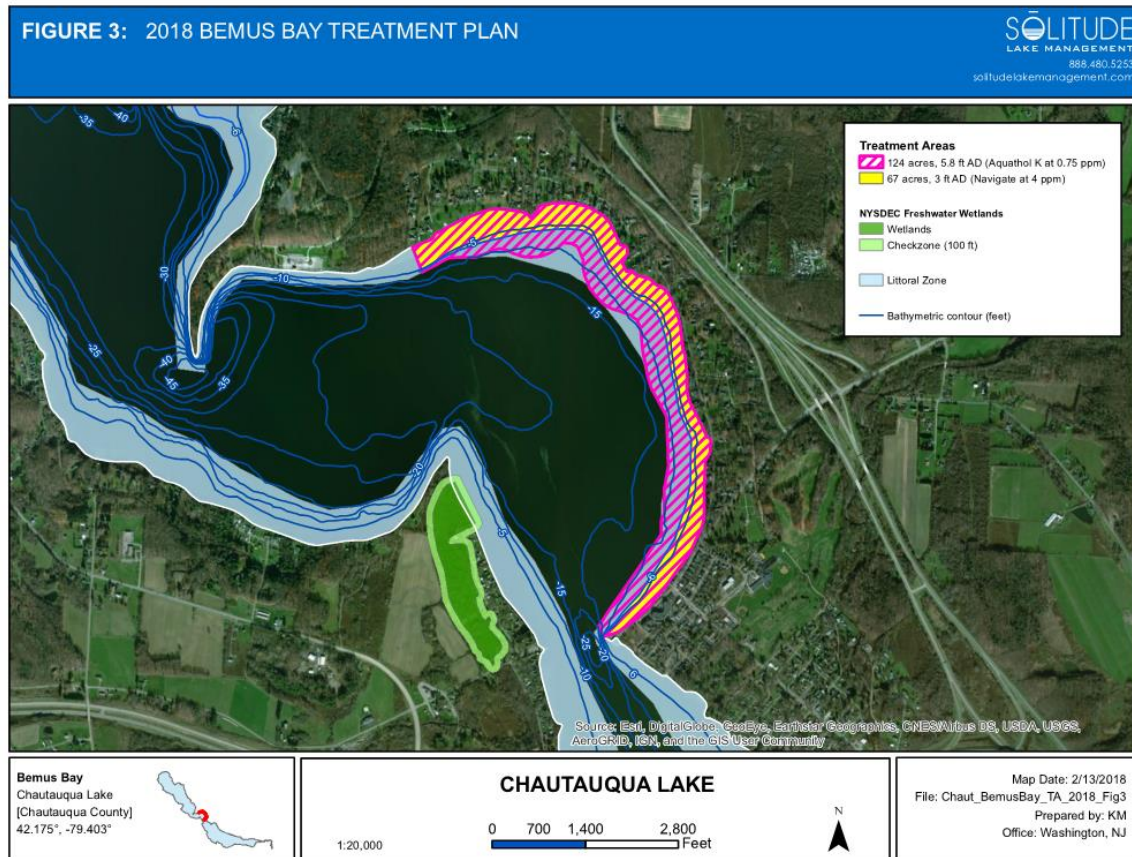 FIGURE 3: 2018 BEMUS BAY TREATMENT PLAN
SŌLITUDE
LAKE MANAGEMENT
888.480.5253
solitudelakemanagement.com
Treatment Areas
124 acres, 5.8 ft AD (Aquathol K at 0.75 ppm)
67 acres, 3 ft AD (Navigate at 4 ppm)
NYSDEC Freshwater Wetlands
Wetlands
Checkzone (100 ft)
Littoral Zone
Bathymetric contour (feet)
-40
-35
-30
-10
-5
-15
-25
-40
-45
-35
-20
-5
-15
-25
-20
-10
Source: Esri, DigitalGlobe, GeoEye, Earthstar Geographics, CNES/Airbus DS, USDA, USGS,
AeroGRID, IGN, and the GIS User Community
Bemus Bay
Chautauqua Lake
[Chautauqua County]
42.175°, -79.403°
CHAUTAUQUA LAKE
1:20,000
0 700 1,400 2,800
Feet
N
Map Date: 2/13/2018
File: Chaut_BemusBay_TA_2018_Fig3
Prepared by: KM
Office: Washington, NJ